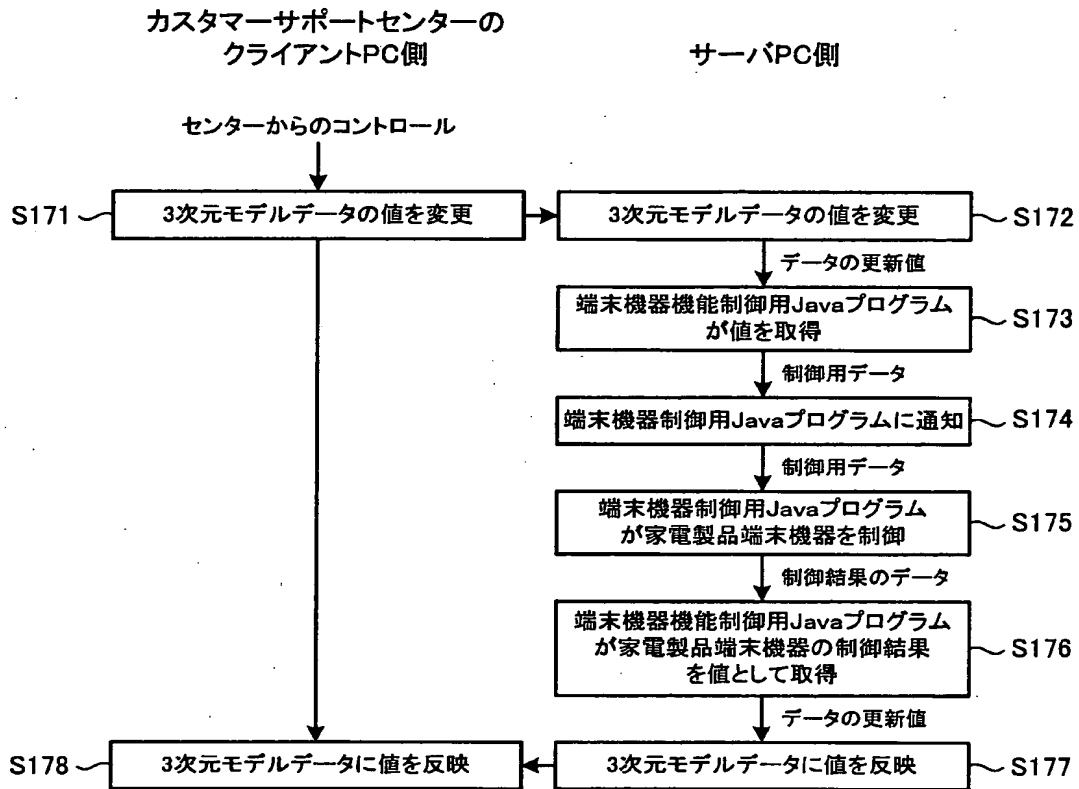 カスタマーサポートセンターの
クライアントPC側
サーバPC側
センターからのコントロール
S171
3次元モデルデータの値を変更
3次元モデルデータの値を変更
S172
データの更新値
端末機器機能制御用Javaプログラム
が値を取得
S173
制御用データ
端末機器制御用Javaプログラムに通知
S174
制御用データ
端末機器制御用Javaプログラム
が家電製品端末機器を制御
S175
制御結果のデータ
端末機器機能制御用Javaプログラム
が家電製品端末機器の制御結果
を値として取得
S176
データの更新値
S178
3次元モデルデータに値を反映
3次元モデルデータに値を反映
S177